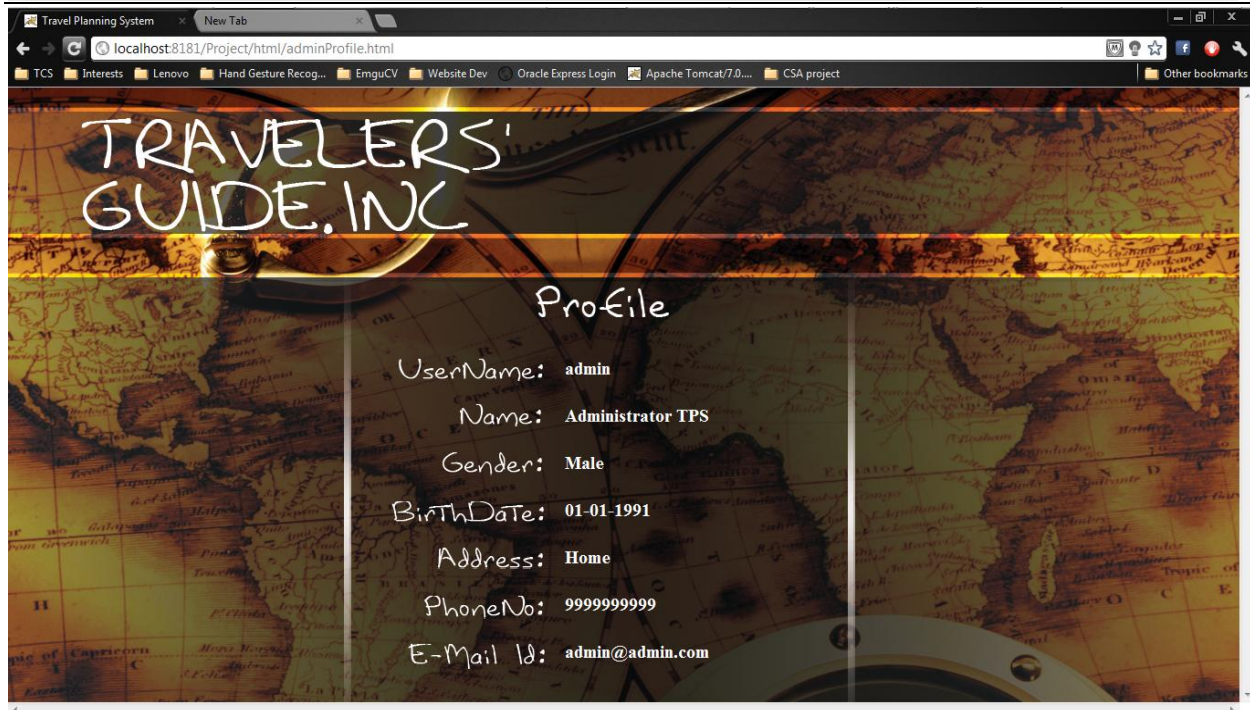 Travel Planning System
New Tab
localhost:8181/Project/html/adminProfile.html
TCS Interests Lenovo Hand Gesture Recog... EmguCV Website Dev Oracle Express Login Apache Tomcat/7.0.... CSA project Other bookmarks
TRAVELERS'
GUIDE.INC
Profile
UserName: admin
Name: Administrator TPS
Gender: Male
BirthDate: 01-01-1991
Address: Home
PhoneNo: 9999999999
E-Mail Id: admin@admin.com
Equator